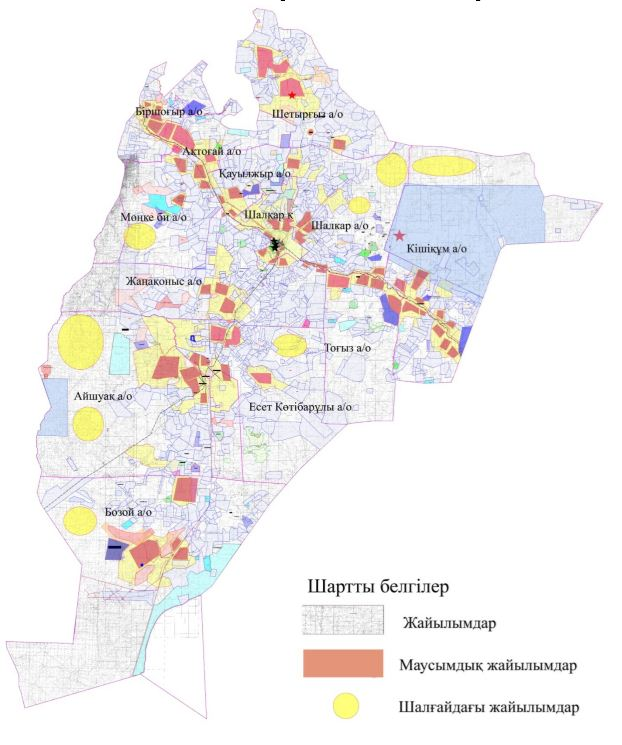 Біршоғыр а/о
Шетырғыз а/о
Ақтоғай а/о
Қауылжыр а/о
Мөңке би а/о
Шалқар қ
Шалкар а/о
Кішіқұм а/о
Жаңақоныс а/о
Тоғыз а/о
Айшуақ а/о
Есет Көтібарұлы а/о
Бозой а/о
Шартты белгілер
Жайылымдар
Маусымдық жайылымдар
Шалғайдағы жайылымдар